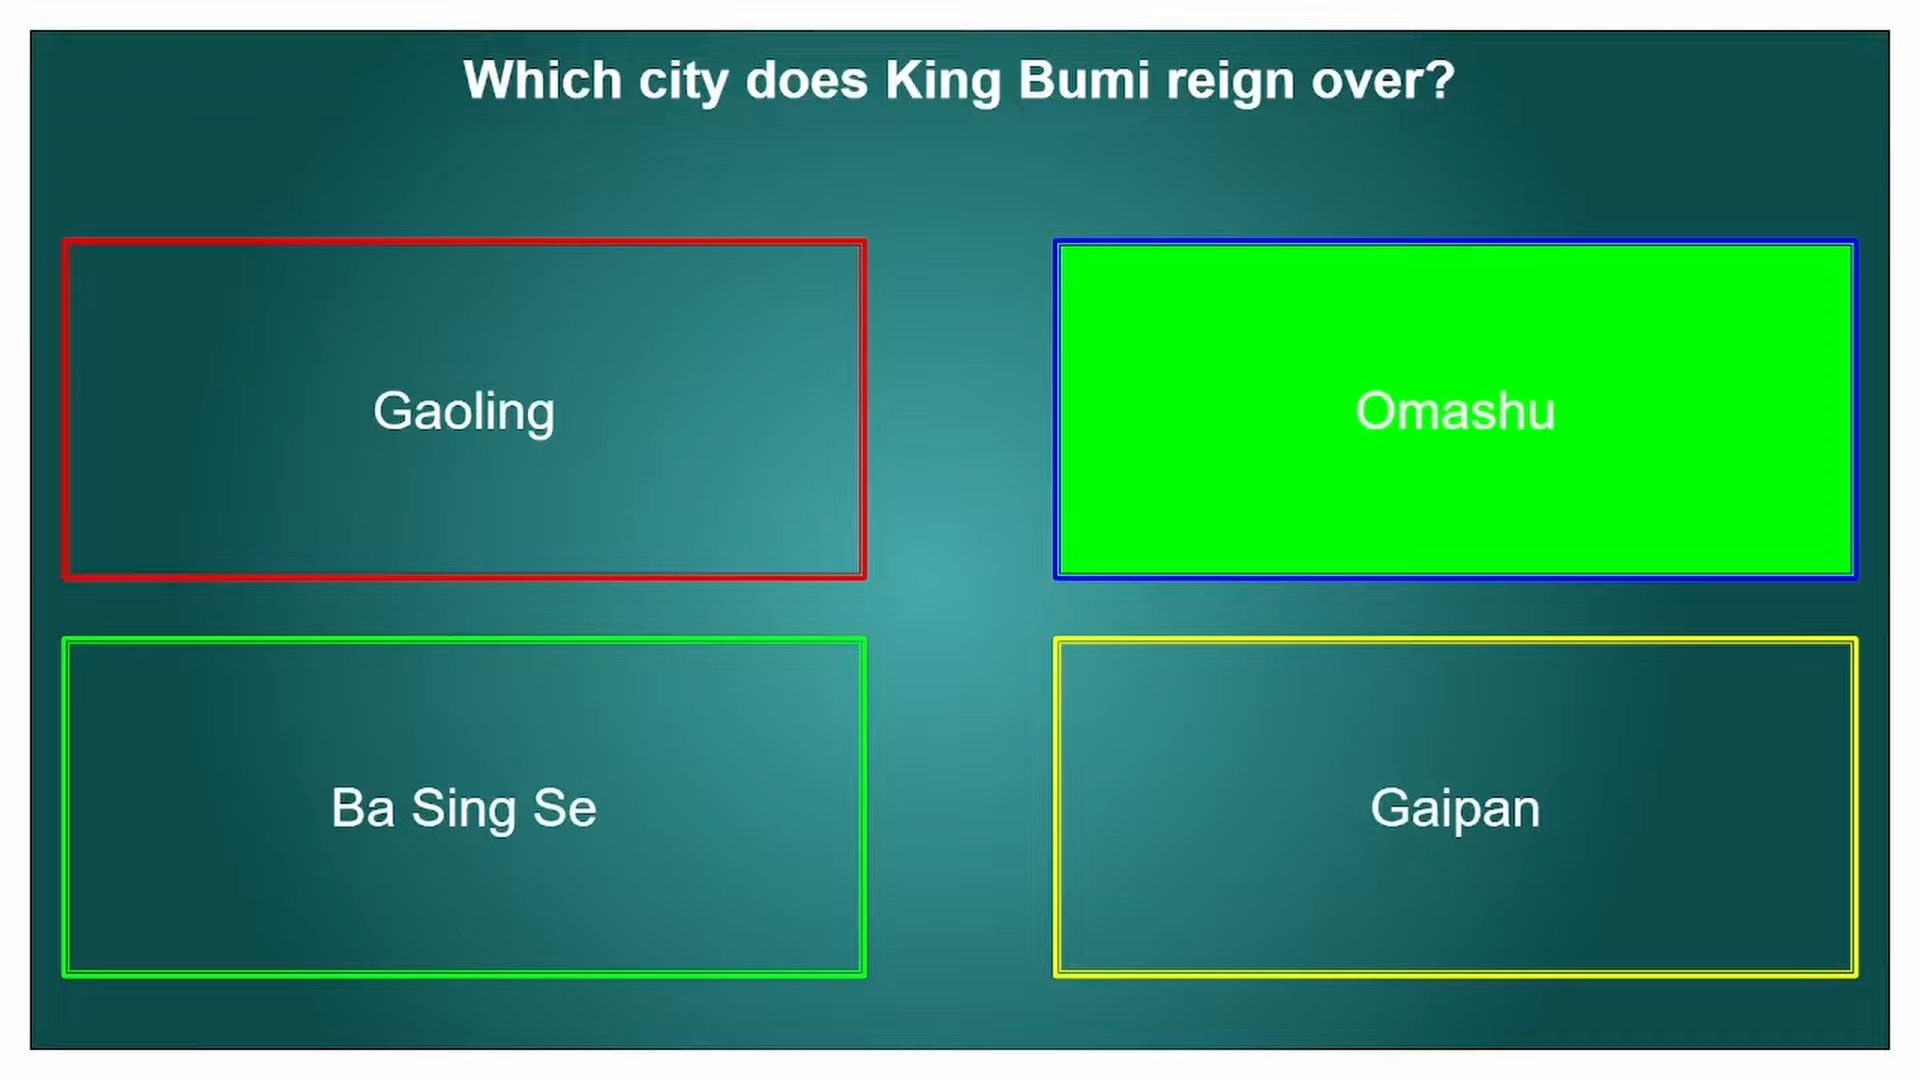 Which city does King Bumi reign over?
Gaoling
Omashu
Ba Sing Se
Gaipan